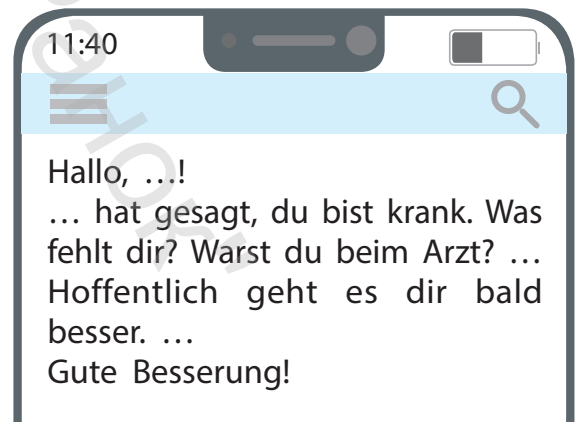 11:40
Hallo, …!
… hat gesagt, du bist krank. Was
fehlt dir? Warst du beim Arzt? …
Hoffentlich geht es dir bald
besser. …
Gute Besserung!